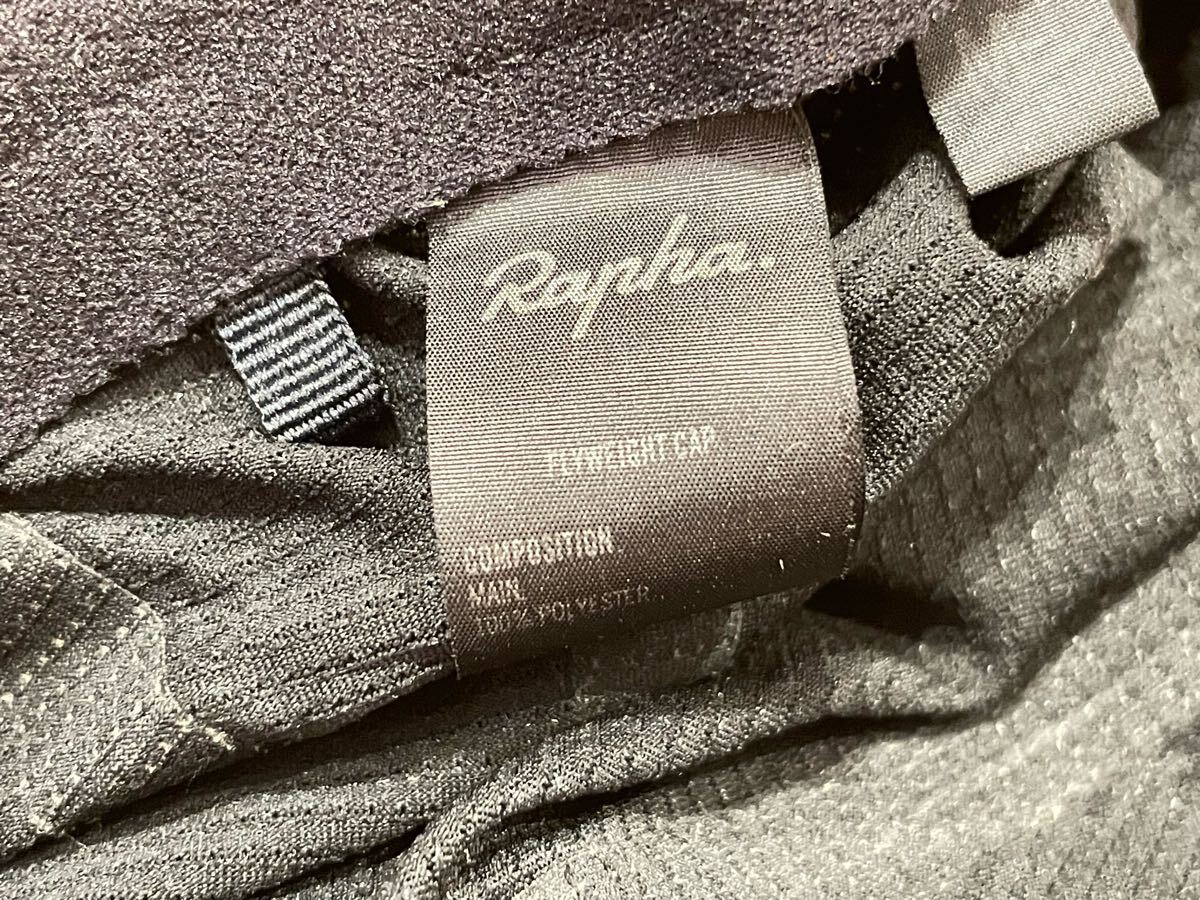 Rapha.
FLYWEIGHT CAP
COMPOSITION
MAIN
100% POLYESTER